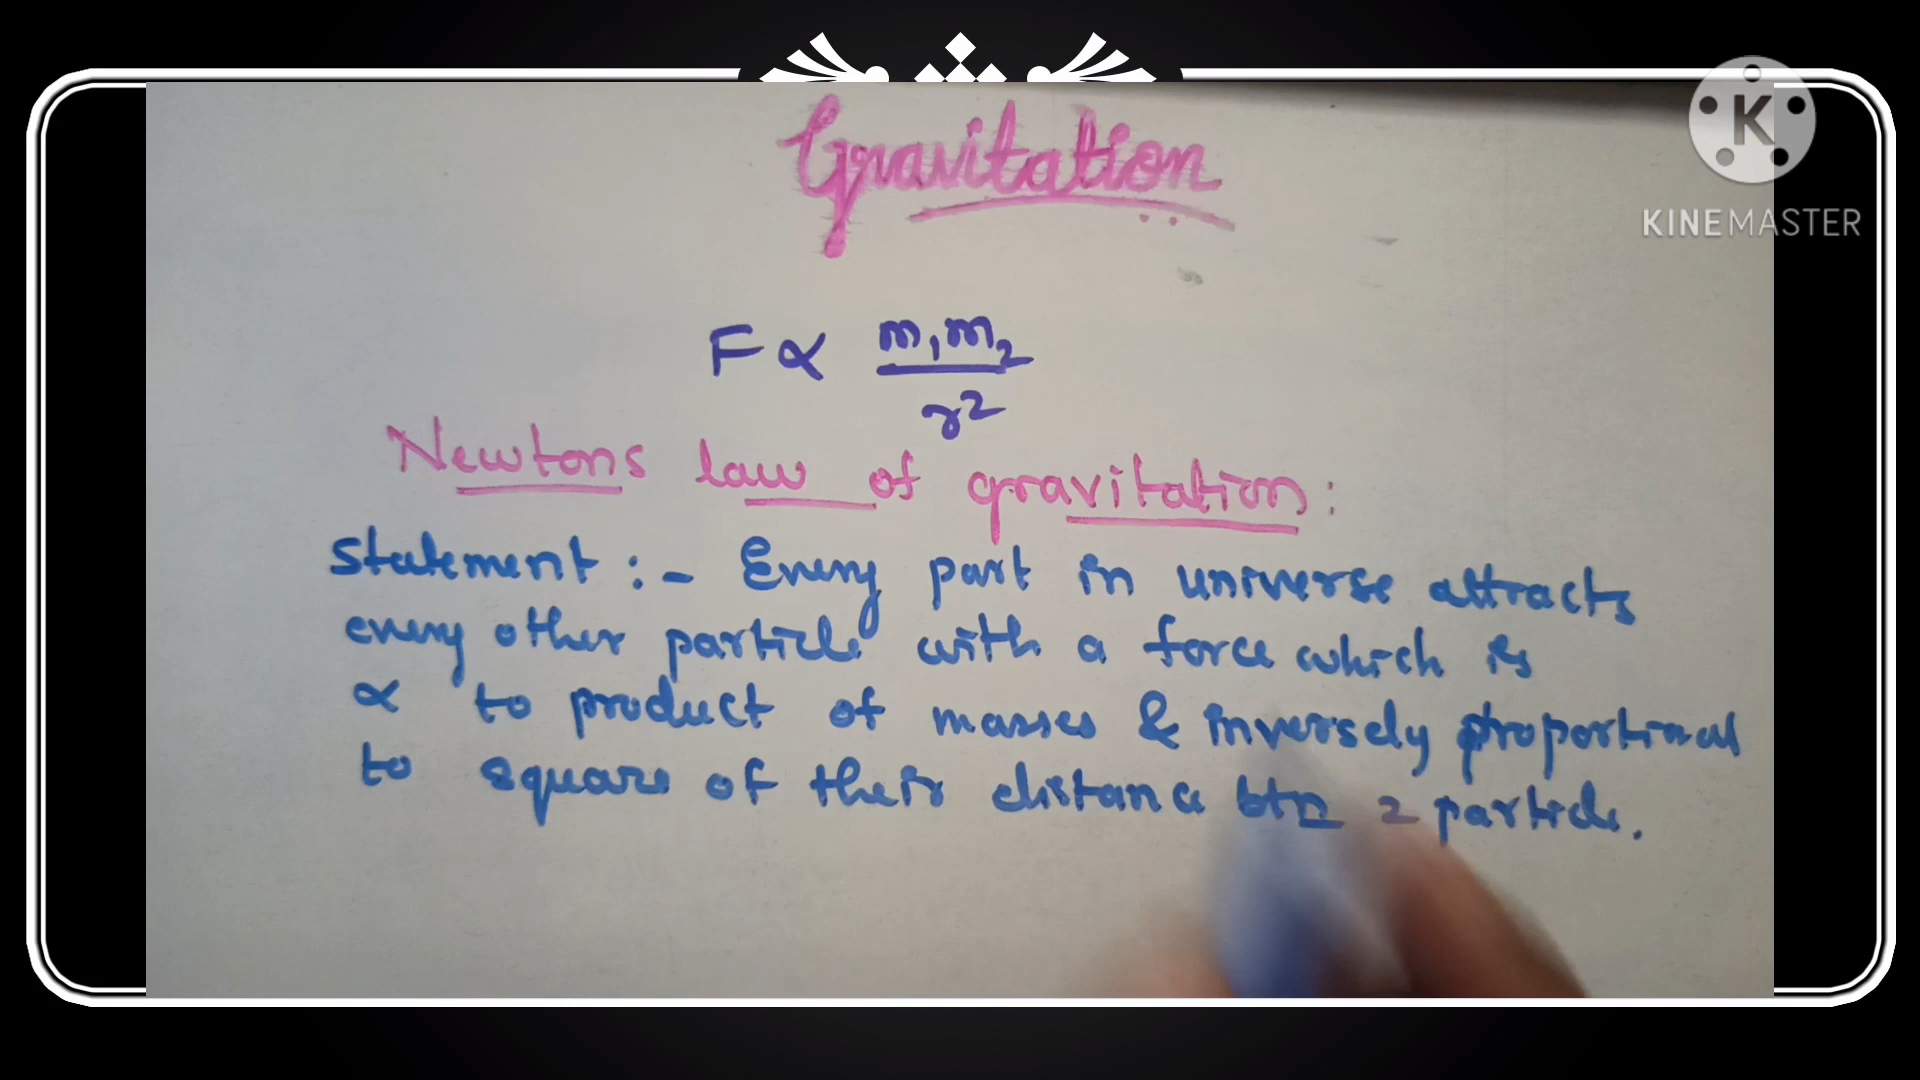 Gravitation
K
KINEMASTER
F ∝ m₁m₂
r²
Newtons law of gravitation:
Statement :- Every part in universe attracts
every other particle with a force which is
∝ to product of masses & inversely proportional
to square of their distance btn 2 particle.